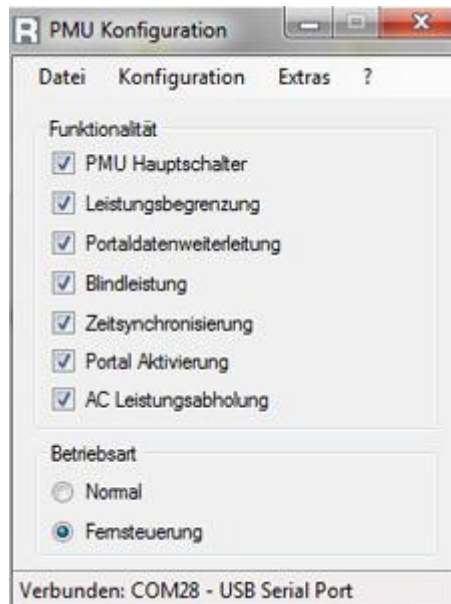 R PMU Konfiguration
Datei Konfiguration Extras ?
Funktionalität
PMU Hauptschalter
Leistungsbegrenzung
Portaldatenweiterleitung
Blindleistung
Zeitsynchronisierung
Portal Aktivierung
AC Leistungsabholung
Betriebsart
Normal
Fernsteuerung
Verbunden: COM28 - USB Serial Port